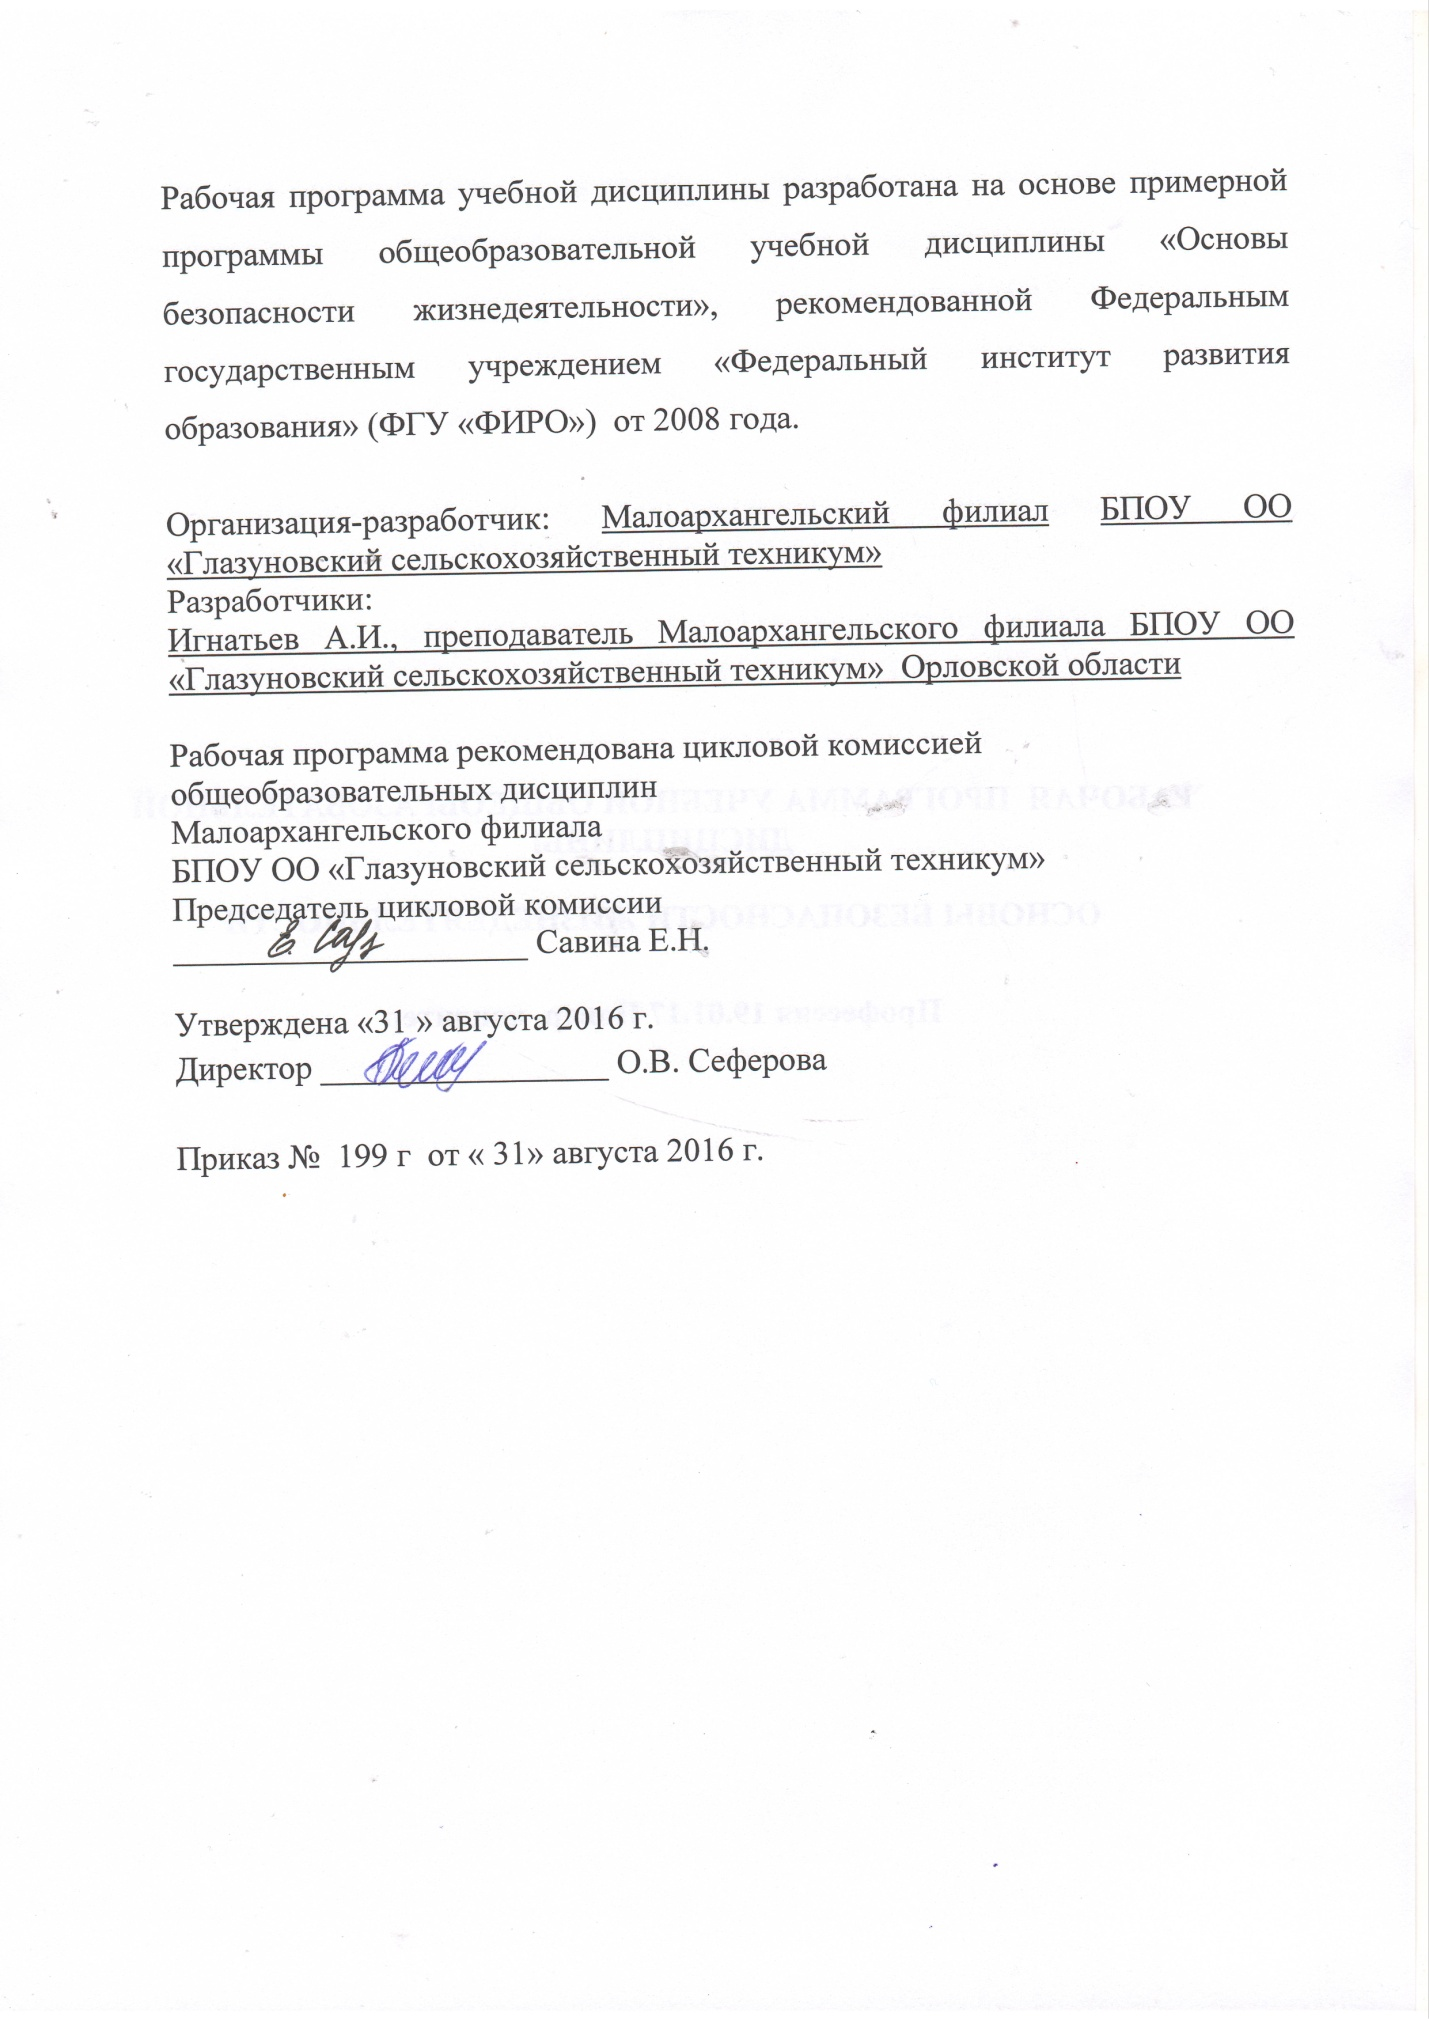 Рабочая программа учебной дисциплины разработана на основе примерной
программы общеобразовательной учебной дисциплины «Основы
безопасности жизнедеятельности», рекомендованной Федеральным
государственным учреждением «Федеральный институт развития
образования» (ФГУ «ФИРО») от 2008 года.
Организация-разработчик: Малоархангельский филиал БПОУ ОО
«Глазуновский сельскохозяйственный техникум»
Разработчики:
Игнатьев А.И., преподаватель Малоархангельского филиала БПОУ ОО
«Глазуновский сельскохозяйственный техникум» Орловской области
Рабочая программа рекомендована цикловой комиссией
общеобразовательных дисциплин
Малоархангельского филиала
БПОУ ОО «Глазуновский сельскохозяйственный техникум»
Председатель цикловой комиссии
____________________ Савина Е.Н.
Утверждена «31 » августа 2016 г.
Директор ________________ О.В. Сеферова
Приказ № 199 г от « 31» августа 2016 г.